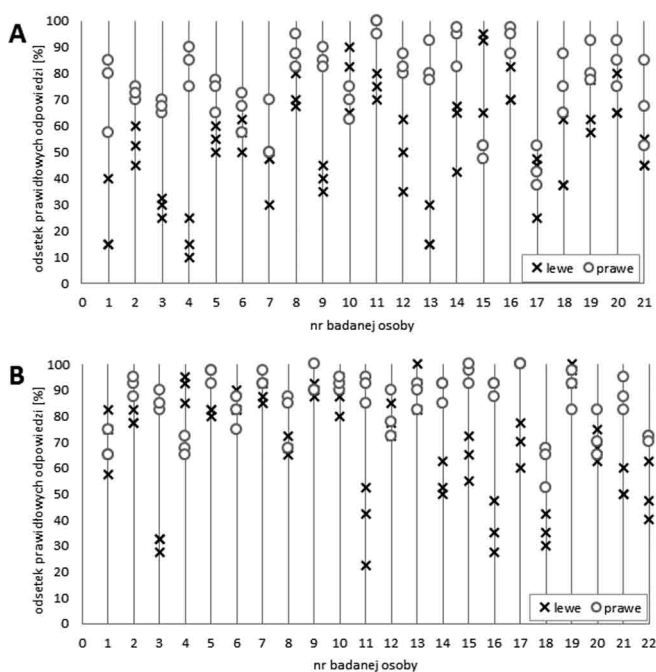 A
odsetek prawidłowych odpowiedzi [%]
100
90
80
70
60
50
40
30
20
10
0
0 1 2 3 4 5 6 7 8 9 10 11 12 13 14 15 16 17 18 19 20 21
nr badanej osoby
lewe prawe
B
odsetek prawidłowych odpowiedzi [%]
100
90
80
70
60
50
40
30
20
10
0
0 1 2 3 4 5 6 7 8 9 10 11 12 13 14 15 16 17 18 19 20 21 22
nr badanej osoby
lewe prawe